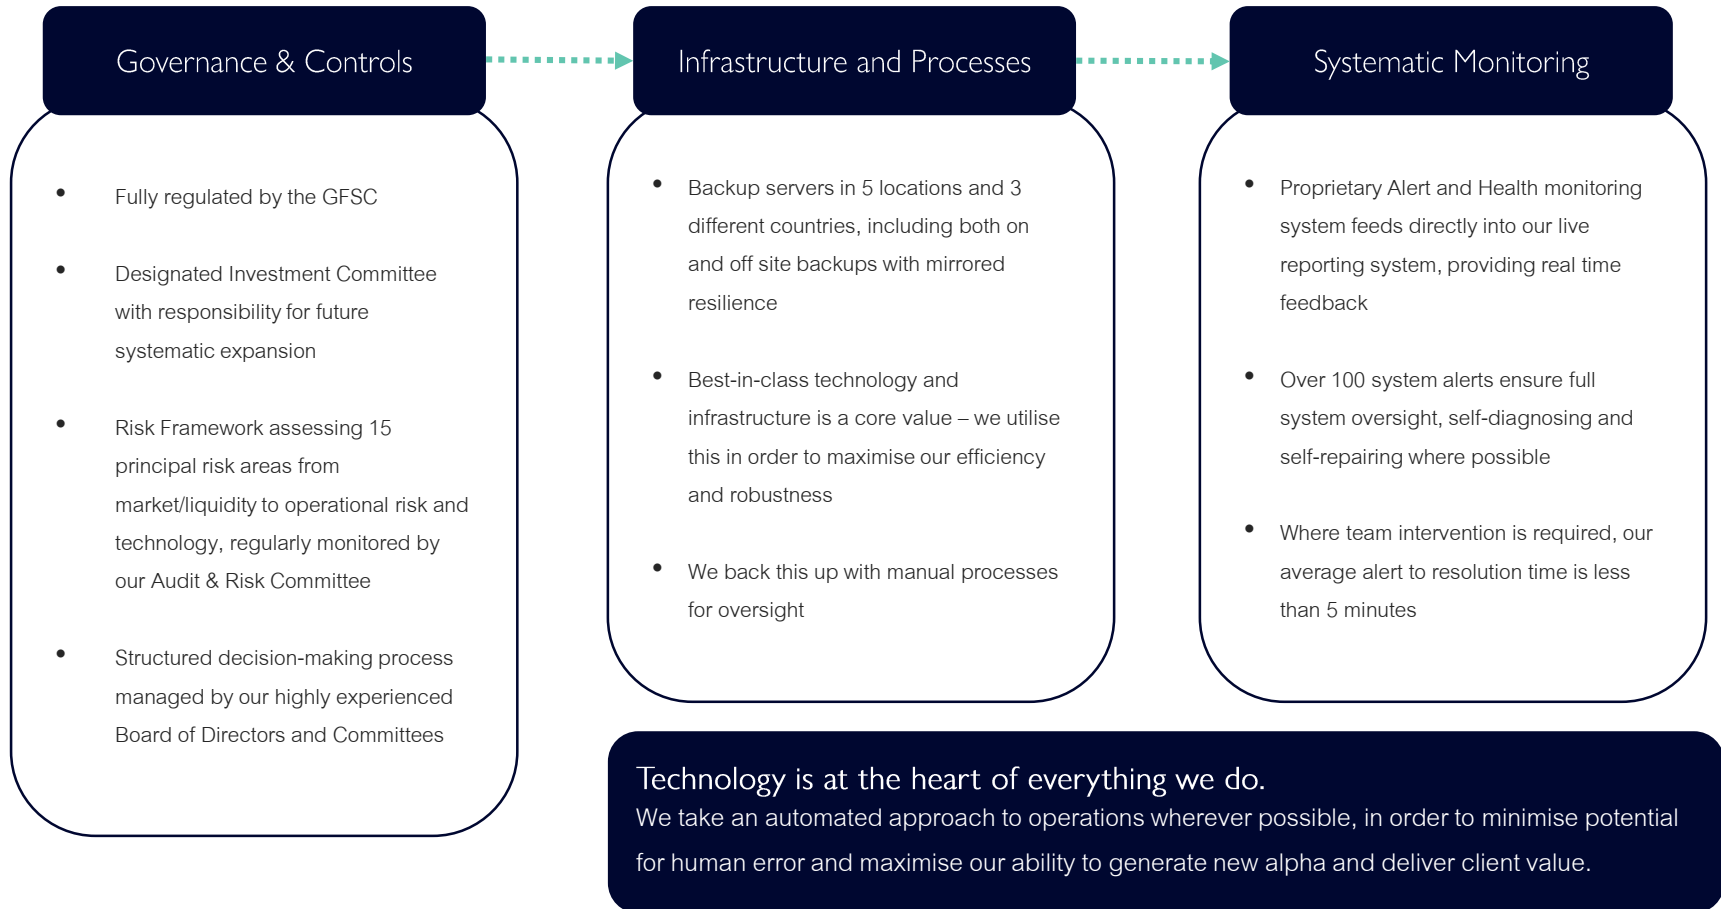 Governance & Controls
• Fully regulated by the GFSC
• Designated Investment Committee
with responsibility for future
systematic expansion
• Risk Framework assessing 15
principal risk areas from
market/liquidity to operational risk and
technology, regularly monitored by
our Audit & Risk Committee
• Structured decision-making process
managed by our highly experienced
Board of Directors and Committees
Infrastructure and Processes
• Backup servers in 5 locations and 3
different countries, including both on
and off site backups with mirrored
resilience
• Best-in-class technology and
infrastructure is a core value – we utilise
this in order to maximise our efficiency
and robustness
• We back this up with manual processes
for oversight
Systematic Monitoring
• Proprietary Alert and Health monitoring
system feeds directly into our live
reporting system, providing real time
feedback
• Over 100 system alerts ensure full
system oversight, self-diagnosing and
self-repairing where possible
• Where team intervention is required, our
average alert to resolution time is less
than 5 minutes
Technology is at the heart of everything we do.
We take an automated approach to operations wherever possible, in order to minimise potential
for human error and maximise our ability to generate new alpha and deliver client value.